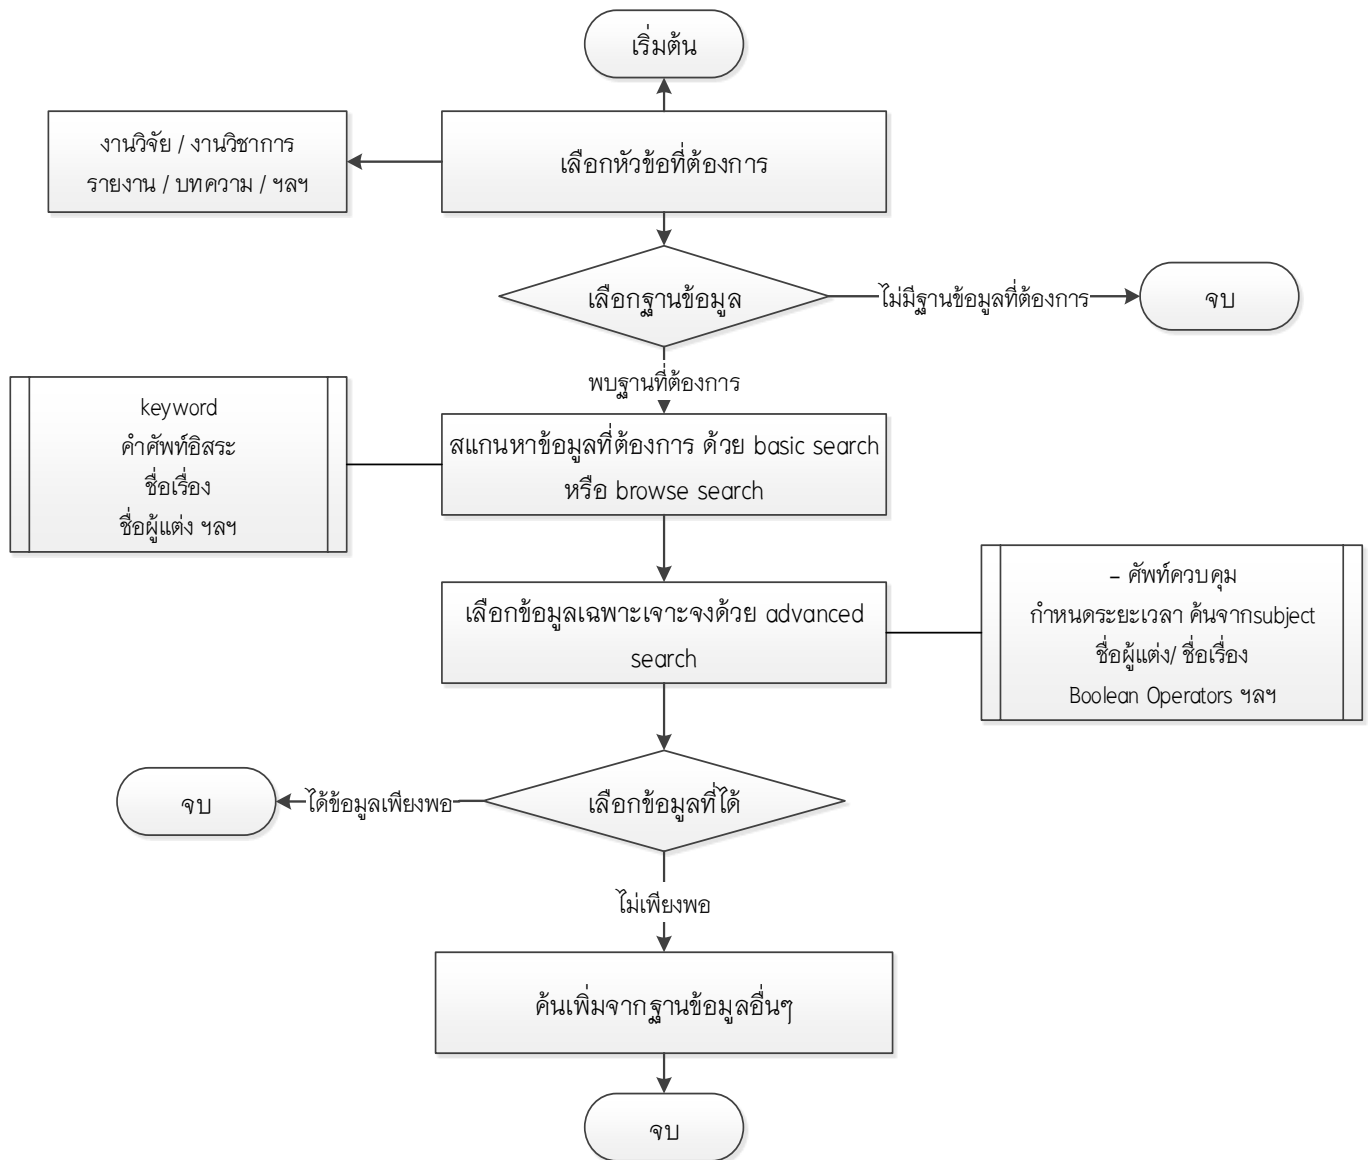 เริ่มต้น
งานวิจัย / งานวิชาการ
รายงาน / บทความ / ฯลฯ
เลือกหัวข้อที่ต้องการ
เลือกฐานข้อมูล
ไม่มีฐานข้อมูลที่ต้องการ
จบ
พบฐานที่ต้องการ
keyword
คำศัพท์อิสระ
ชื่อเรื่อง
ชื่อผู้แต่ง ฯลฯ
สแกนหาข้อมูลที่ต้องการ ด้วย basic search
หรือ browse search
เลือกข้อมูลเฉพาะเจาะจงด้วย advanced
search
– ศัพท์ควบคุม
กำหนดระยะเวลา ค้นจากsubject
ชื่อผู้แต่ง/ ชื่อเรื่อง
Boolean Operators ฯลฯ
จบ
ได้ข้อมูลเพียงพอ
เลือกข้อมูลที่ได้
ไม่เพียงพอ
ค้นเพิ่มจากฐานข้อมูลอื่นๆ
จบ